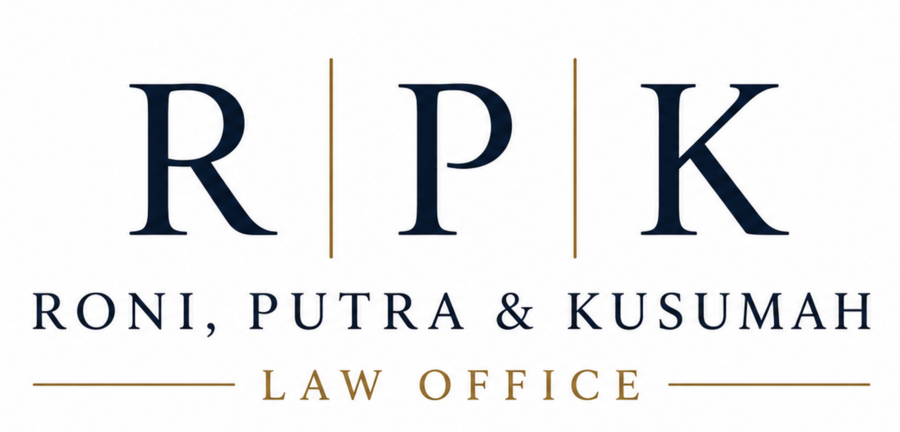 R | P | K
RONI, PUTRA & KUSUMAH
LAW OFFICE